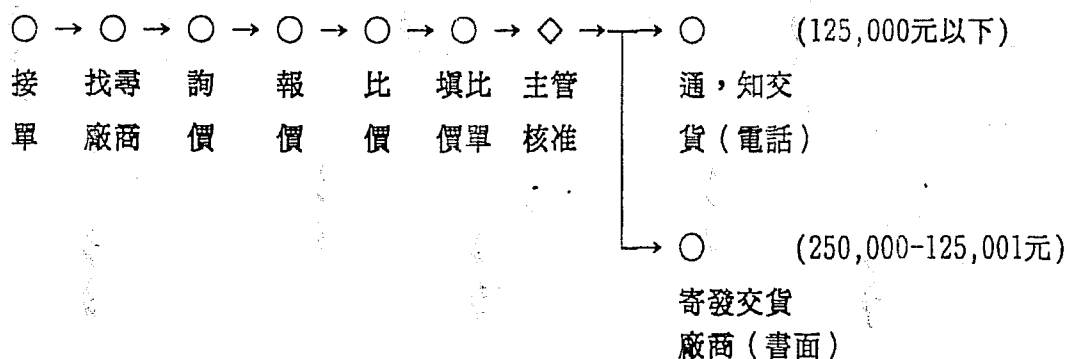 ○ → ○ → ○ → ○ → ○ → ○ → ◇ → → ○ (125,000元以下)
接 找尋 詢 報 比 填比 主管 通，知交
單 廠商 價 價 價 價單 核准 貨（電話）
→ ○ (250,000-125,001元)
寄發交貨
廠商（書面）